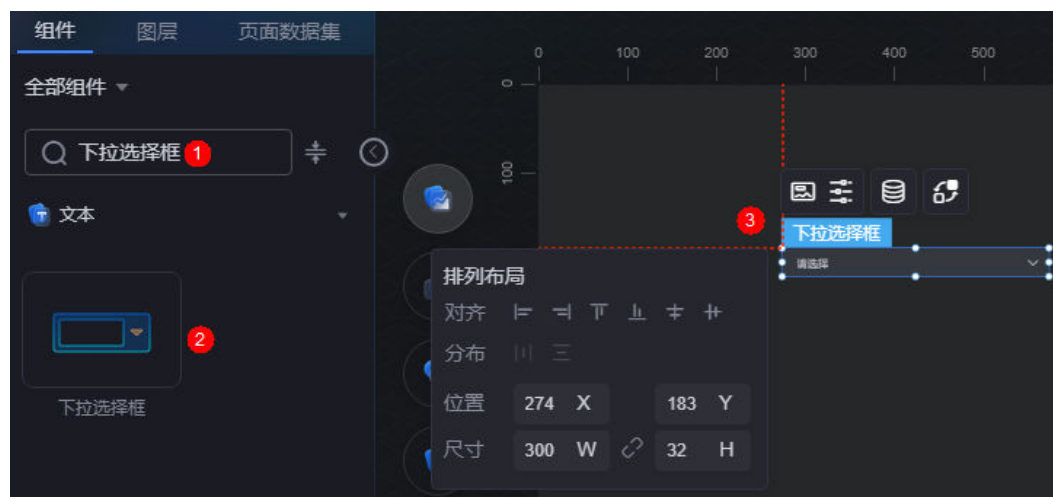 组件 图层 页面数据集
全部组件
下拉选择框 1
文本
2
下拉选择框
0 100 200 300 400 500
0
100
3
下拉选择框
请选择
排列布局
对齐
分布
位置 274 X 183 Y
尺寸 300 W 32 H